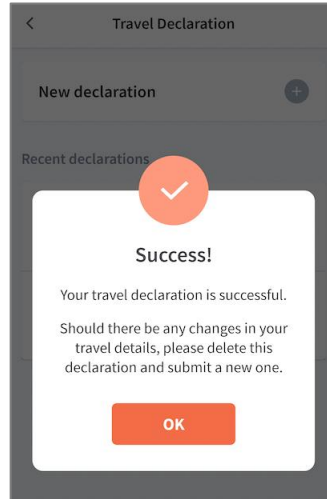 Travel Declaration
New declaration
Recent declarations
Success!
Your travel declaration is successful.
Should there be any changes in your
travel details, please delete this
declaration and submit a new one.
OK